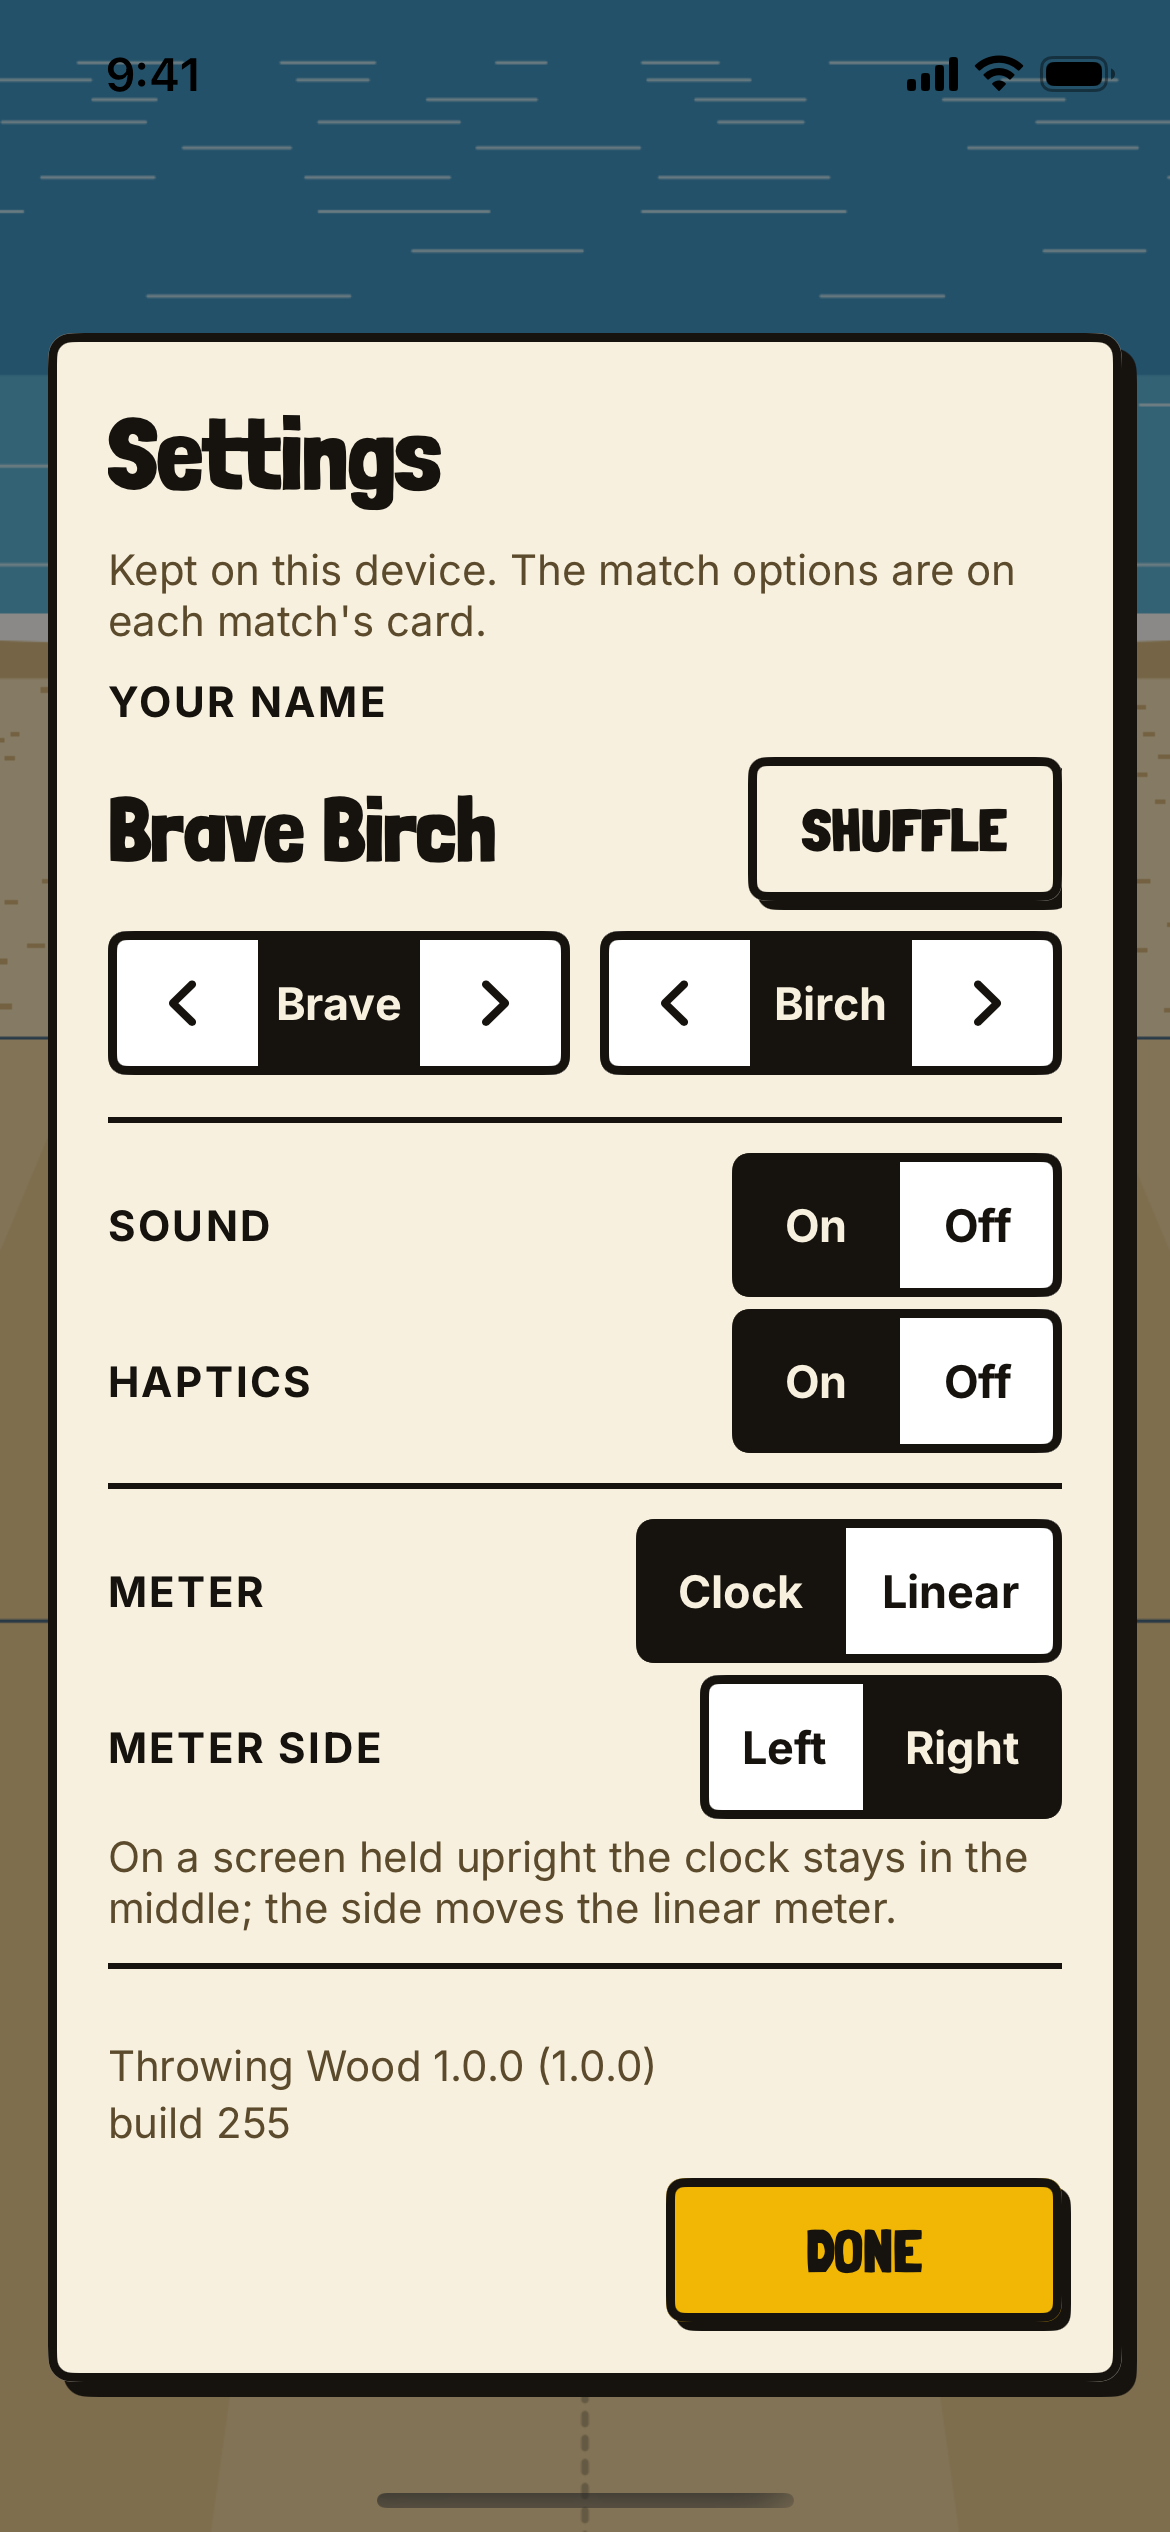 9:41
Settings
Kept on this device. The match options are on
each match's card.
YOUR NAME
Brave Birch
SHUFFLE
Brave
Birch
SOUND
On Off
HAPTICS
On Off
METER
Clock Linear
METER SIDE
Left Right
On a screen held upright the clock stays in the
middle; the side moves the linear meter.
Throwing Wood 1.0.0 (1.0.0)
build 255
DONE